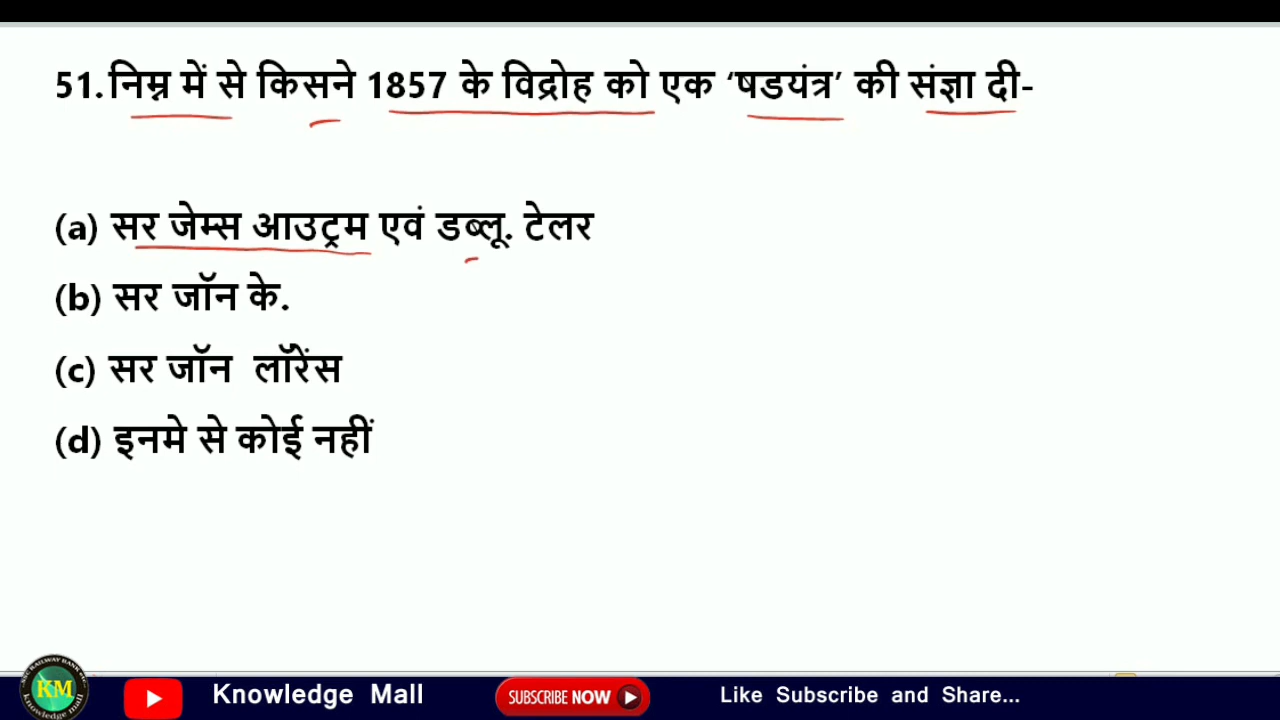 51.निम्न में से किसने 1857 के विद्रोह को एक ‘षडयंत्र’ की संज्ञा दी-
(a) सर जेम्स आउट्रम एवं डब्लू. टेलर
(b) सर जॉन के.
(c) सर जॉन लॉरेंस
(d) इनमे से कोई नहीं
KM
Knowledge Mall
SUBSCRIBE NOW
Like Subscribe and Share...